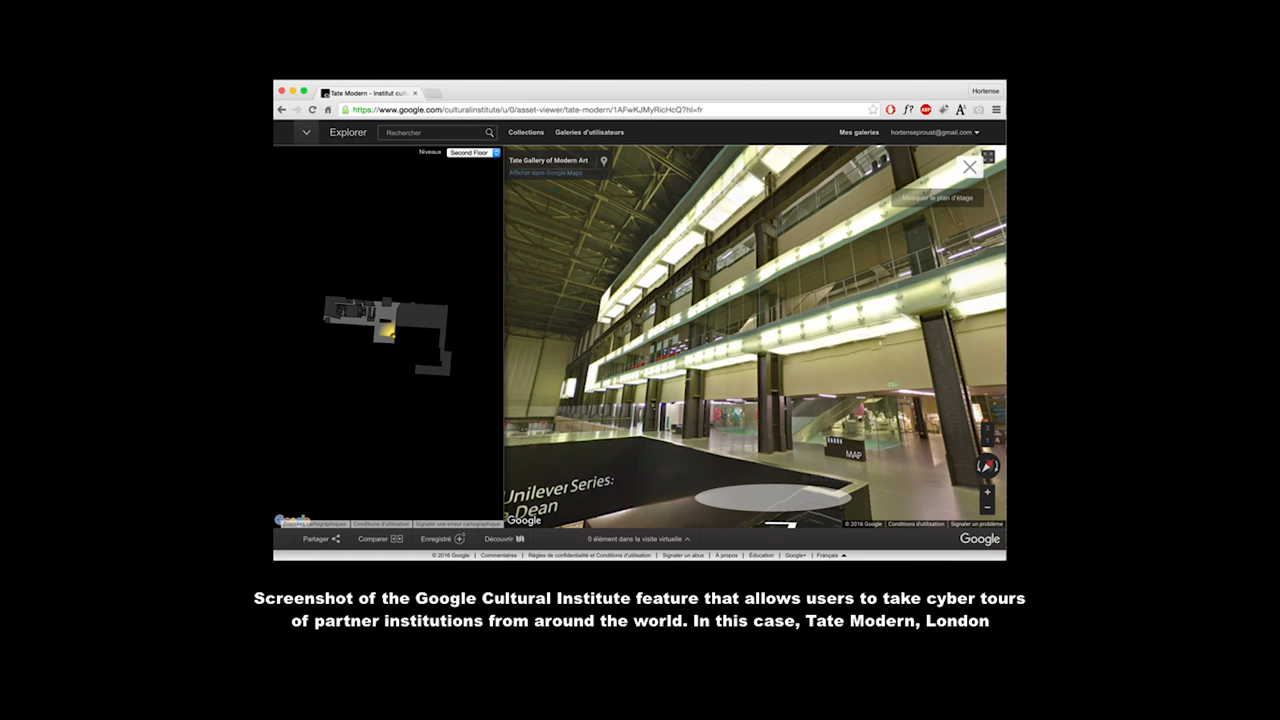 Tate Modern - Institut cultu
Hortense
https://www.google.com/culturalinstitute/u/0/asset-viewer/tate-modern/1AFwKJMyRicHcQ?hl=fr
f?
ABP
Explorer
Rechercher
Collections
Galeries d'utilisateurs
Mes galeries
hortenseproust@gmail.com
Niveaux
Second Floor
Tate Gallery of Modern Art
Afficher dans Google Maps
Masquer le plan d'étage
MAP
Unilever Series:
Dean
Google
Google
Données cartographiques
Conditions d'utilisation
Signaler une erreur cartographique
© 2016 Google
Conditions d'utilisation
Signaler un problème
Partager
Comparer
Enregistré
Découvrir
0 élément dans la visite virtuelle
Google
© 2016 Google
Commentaires
Règles de confidentialité et Conditions d'utilisation
Signaler un abus
À propos
Éducation
Google+
Français
Screenshot of the Google Cultural Institute feature that allows users to take cyber tours
of partner institutions from around the world. In this case, Tate Modern, London